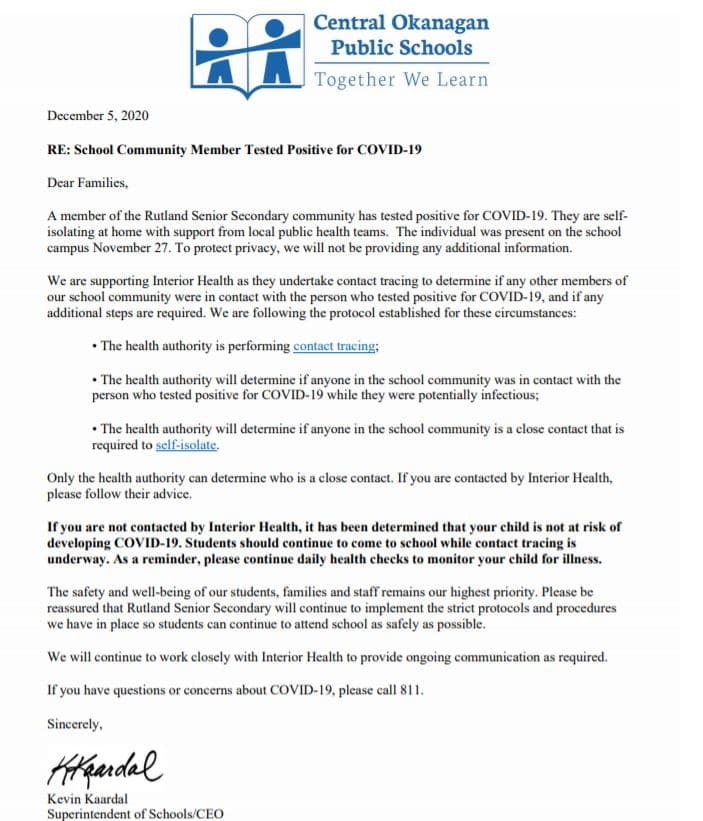 Central Okanagan
Public Schools
Together We Learn
December 5, 2020
RE: School Community Member Tested Positive for COVID-19
Dear Families,
A member of the Rutland Senior Secondary community has tested positive for COVID-19. They are self-
isolating at home with support from local public health teams.  The individual was present on the school
campus November 27. To protect privacy, we will not be providing any additional information.
We are supporting Interior Health as they undertake contact tracing to determine if any other members of
our school community were in contact with the person who tested positive for COVID-19, and if any
additional steps are required. We are following the protocol established for these circumstances:
• The health authority is performing contact tracing;
• The health authority will determine if anyone in the school community was in contact with the
person who tested positive for COVID-19 while they were potentially infectious;
• The health authority will determine if anyone in the school community is a close contact that is
required to self-isolate.
Only the health authority can determine who is a close contact. If you are contacted by Interior Health,
please follow their advice.
If you are not contacted by Interior Health, it has been determined that your child is not at risk of
developing COVID-19. Students should continue to come to school while contact tracing is
underway. As a reminder, please continue daily health checks to monitor your child for illness.
The safety and well-being of our students, families and staff remains our highest priority. Please be
reassured that Rutland Senior Secondary will continue to implement the strict protocols and procedures
we have in place so students can continue to attend school as safely as possible.
We will continue to work closely with Interior Health to provide ongoing communication as required.
If you have questions or concerns about COVID-19, please call 811.
Sincerely,
KKaardal
Kevin Kaardal
Superintendent of Schools/CEO